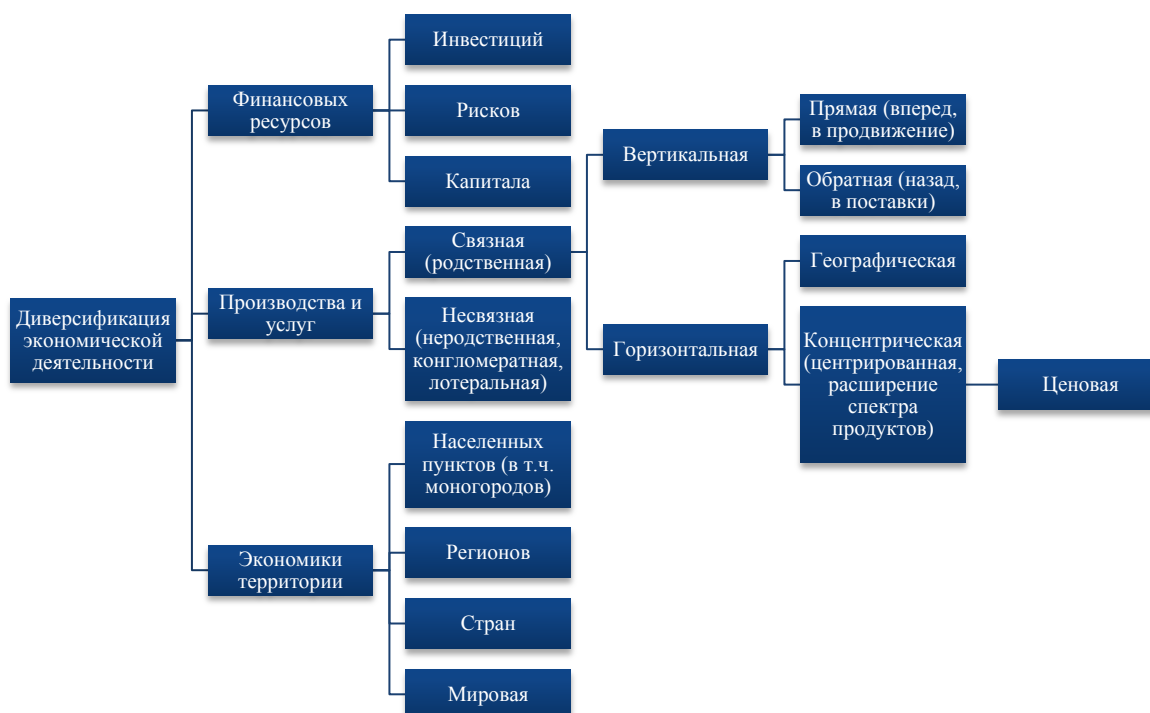 Диверсификация
экономической
деятельности
Финансовых
ресурсов
Инвестиций
Рисков
Капитала
Производства и
услуг
Связная
(родственная)
Вертикальная
Прямая (вперед,
в продвижение)
Обратная (назад,
в поставки)
Горизонтальная
Географическая
Концентрическая
(центрированная,
расширение
спектра
продуктов)
Ценовая
Несвязная
(неродственная,
конгломератная,
лотеральная)
Экономики
территории
Населенных
пунктов (в т.ч.
моногородов)
Регионов
Стран
Мировая